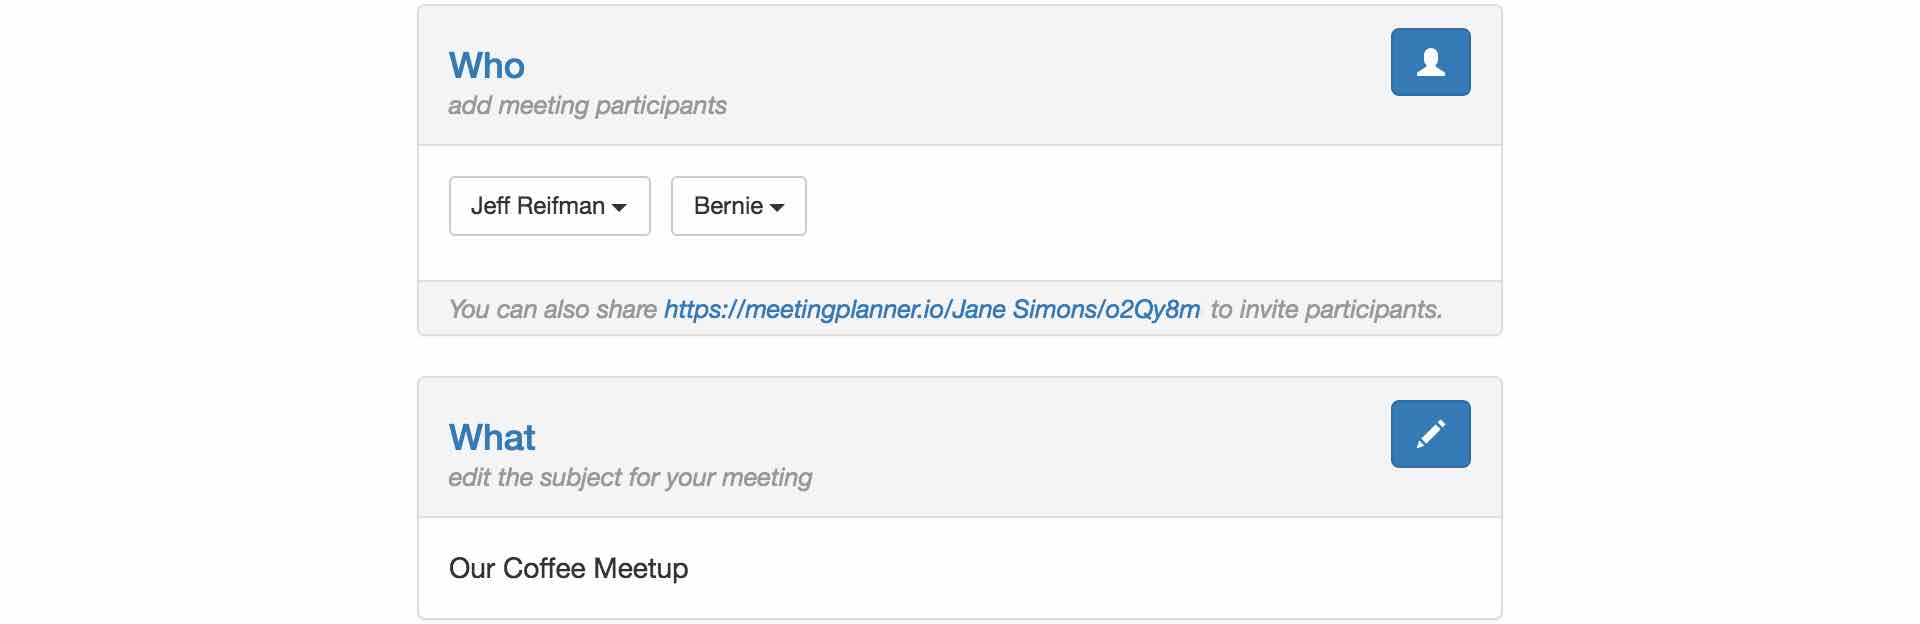 Who
add meeting participants
Jeff Reifman Bernie
You can also share https://meetingplanner.io/Jane Simons/o2Qy8m to invite participants.
What
edit the subject for your meeting
Our Coffee Meetup